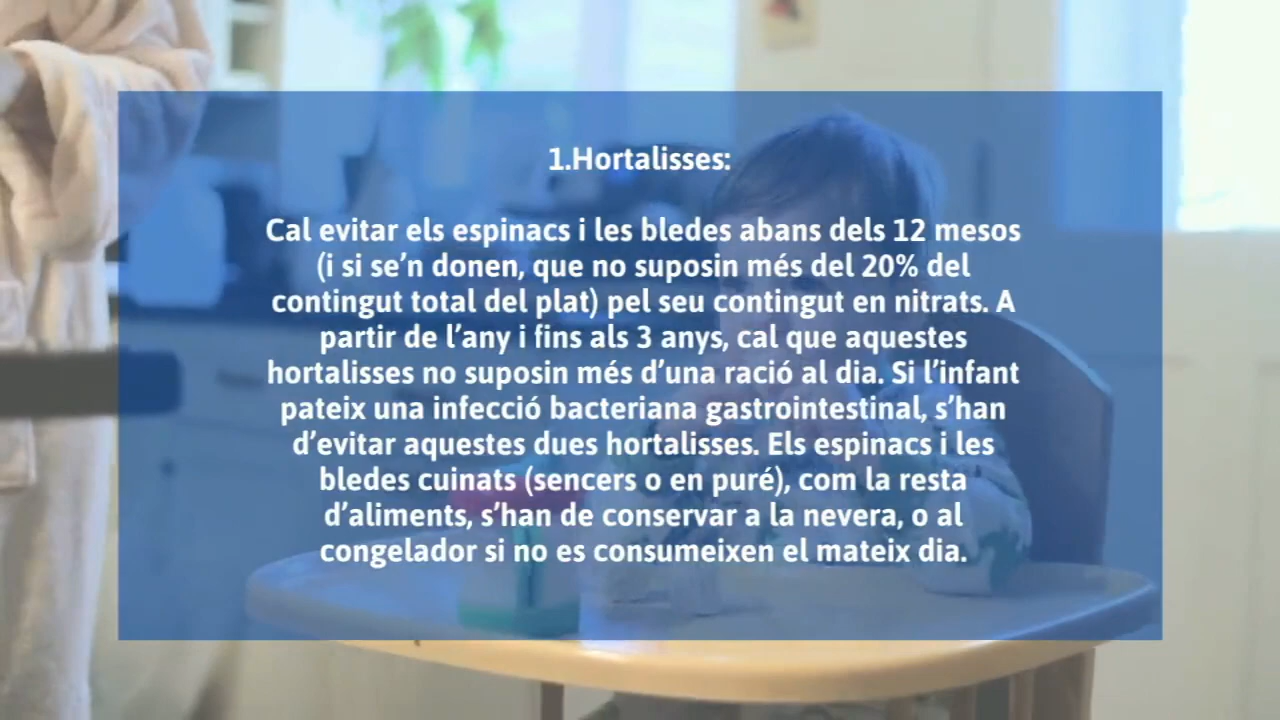 1.Hortalisses:
Cal evitar els espinacs i les bledes abans dels 12 mesos
(i si se’n donen, que no suposin més del 20% del
contingut total del plat) pel seu contingut en nitrats. A
partir de l’any i fins als 3 anys, cal que aquestes
hortalisses no suposin més d’una ració al dia. Si l’infant
pateix una infecció bacteriana gastrointestinal, s’han
d’evitar aquestes dues hortalisses. Els espinacs i les
bledes cuinats (sencers o en puré), com la resta
d’aliments, s’han de conservar a la nevera, o al
congelador si no es consumeixen el mateix dia.